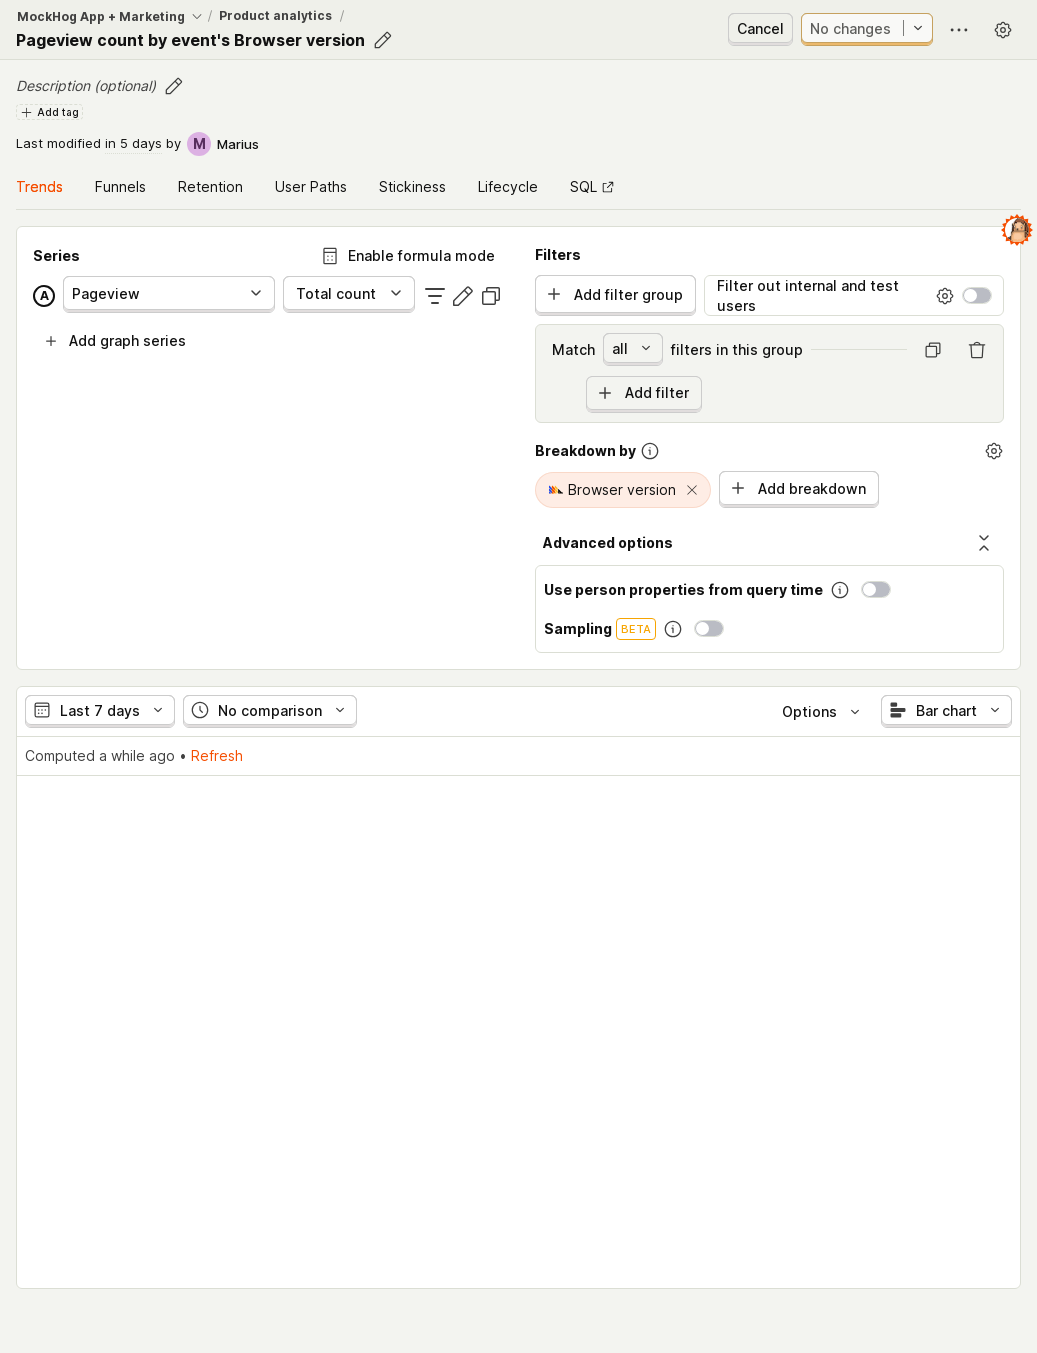 MockHog App + Marketing / Product analytics /
Pageview count by event's Browser version
Cancel
No changes
Description (optional)
Add tag
Last modified in 5 days by M Marius
Trends
Funnels
Retention
User Paths
Stickiness
Lifecycle
SQL
Series
Enable formula mode
A
Pageview
Total count
Add graph series
Filters
Add filter group
Filter out internal and test
users
Match all filters in this group
Add filter
Breakdown by
Browser version
Add breakdown
Advanced options
Use person properties from query time
Sampling BETA
Last 7 days
No comparison
Options
Bar chart
Computed a while ago • Refresh